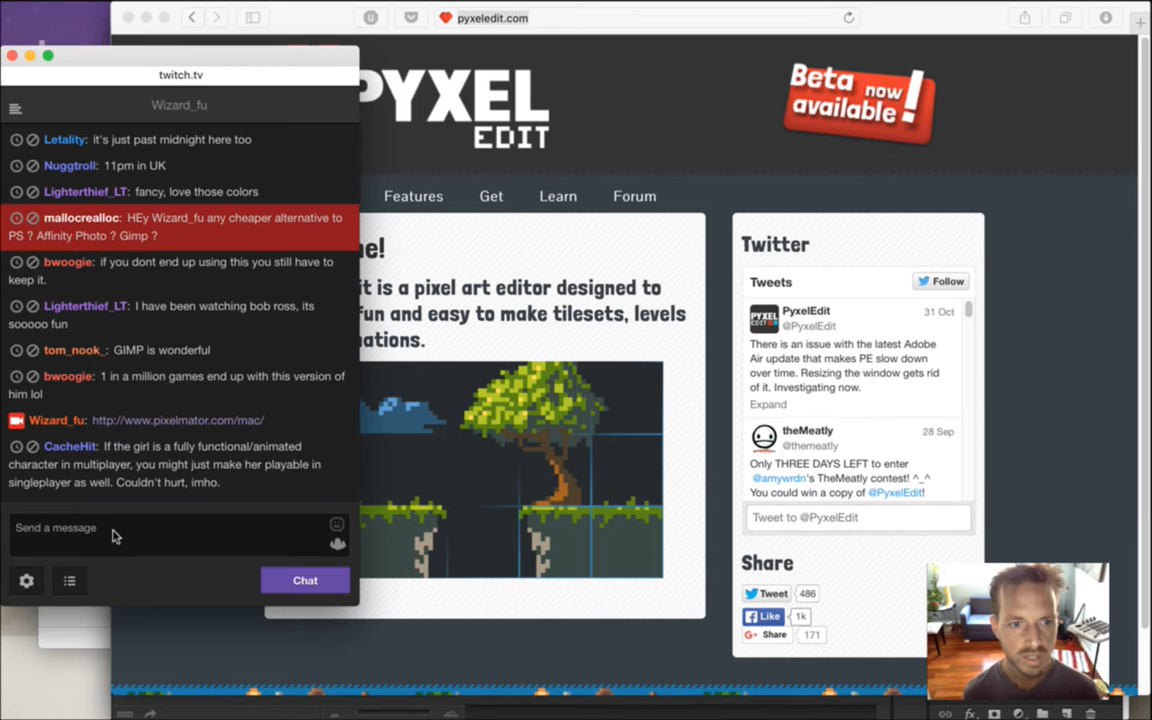 pyxeledit.com
twitch.tv
Wizard_fu
Letality: it's just past midnight here too
Nuggtroll: 11pm in UK
Lighterthief_LT: fancy, love those colors
mallocrealloc: HEy Wizard_fu any cheaper alternative to
PS ? Affinity Photo ? Gimp ?
bwoogie: if you dont end up using this you still have to
keep it.
Lighterthief_LT: I have been watching bob ross, its
sooooo fun
tom_nook_: GIMP is wonderful
bwoogie: 1 in a million games end up with this version of
him lol
Wizard_fu: http://www.pixelmator.com/mac/
CacheHit: If the girl is a fully functional/animated
character in multiplayer, you might just make her playable in
singleplayer as well. Couldn't hurt, imho.
Send a message
Chat
PYXEL
EDIT
Beta now
available!
Features
Get
Learn
Forum
e!
it is a pixel art editor designed to
fun and easy to make tilesets, levels
ations.
Twitter
Tweets
Follow
PYXEL
EDIT
PyxelEdit
31 Oct
@PyxelEdit
There is an issue with the latest Adobe
Air update that makes PE slow down
over time. Resizing the window gets rid
of it. Investigating now.
Expand
theMeatly
28 Sep
@themeatly
Only THREE DAYS LEFT to enter
@amywrdn's TheMeatly contest! ^_^
You could win a copy of @PyxelEdit!
Tweet to @PyxelEdit
Share
Tweet
486
Like
1k
Share
171
fx